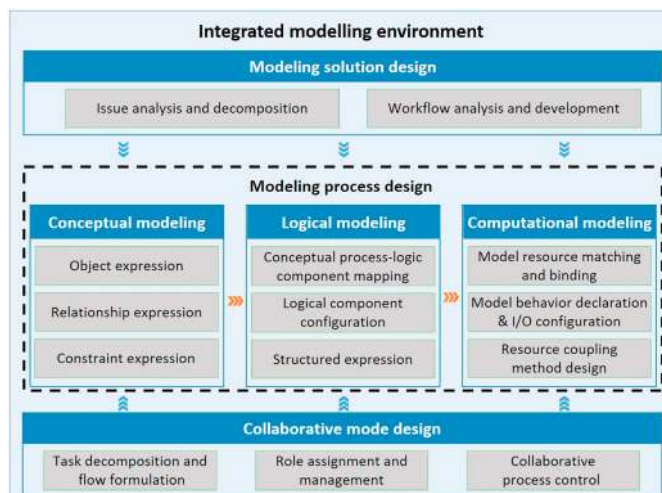 Integrated modelling environment
Modeling solution design
Issue analysis and decomposition
Workflow analysis and development
Modeling process design
Conceptual modeling
Object expression
Relationship expression
Constraint expression
Logical modeling
Conceptual process-logic
component mapping
Logical component
configuration
Structured expression
Computational modeling
Model resource matching
and binding
Model behavior declaration
& I/O configuration
Resource coupling
method design
Collaborative mode design
Task decomposition and
flow formulation
Role assignment and
management
Collaborative
process control